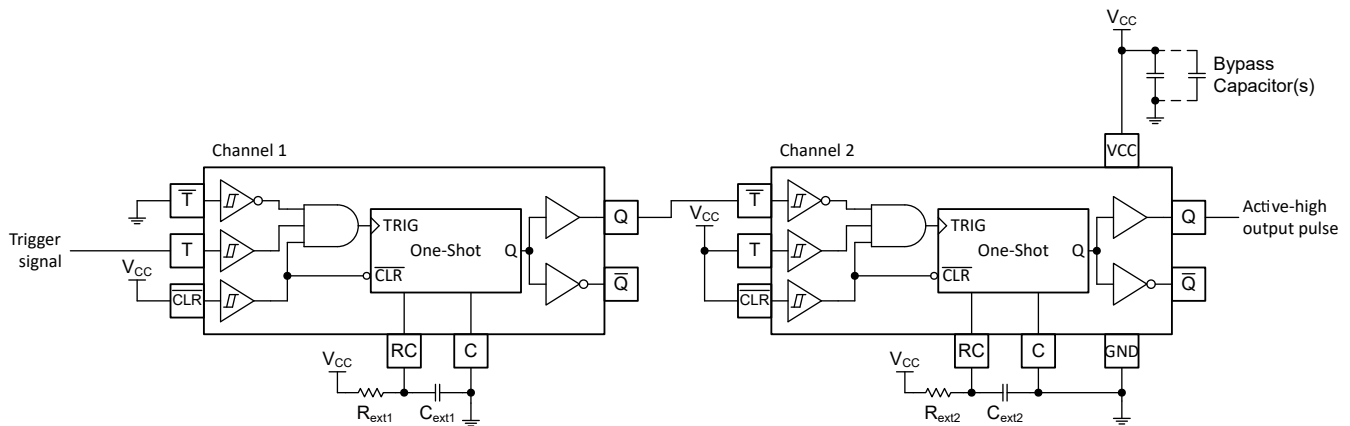 VCC
Bypass
Capacitor(s)
Channel 1
Channel 2
VCC
T
T
Q
Q
TRIG
TRIG
VCC
Active-high
output pulse
Trigger
signal
T
One-Shot
Q
T
One-Shot
Q
VCC
CLR
CLR
Q
Q
CLR
CLR
RC
C
RC
C
GND
VCC
VCC
Rext1
Cext1
Rext2
Cext2